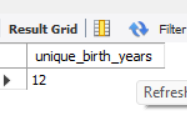 Result Grid Filter
unique_birth_years
12
Refresh